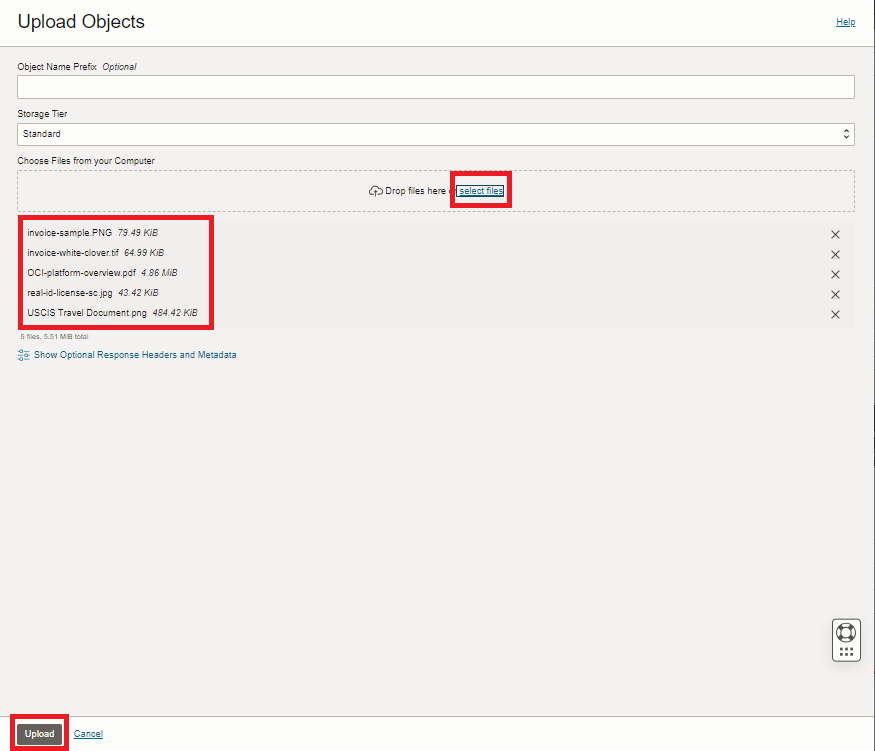 Upload Objects
Help
Object Name Prefix Optional
Storage Tier
Standard
Choose Files from your Computer
Drop files here select files
invoice-sample.PNG 79.49 KiB
invoice-white-clover.tif 64.99 KiB
OCI-platform-overview.pdf 4.86 MiB
real-id-license-sc.jpg 43.42 KiB
USCIS Travel Document.png 484.42 KiB
5 files, 5.51 MiB total
Show Optional Response Headers and Metadata
Upload Cancel